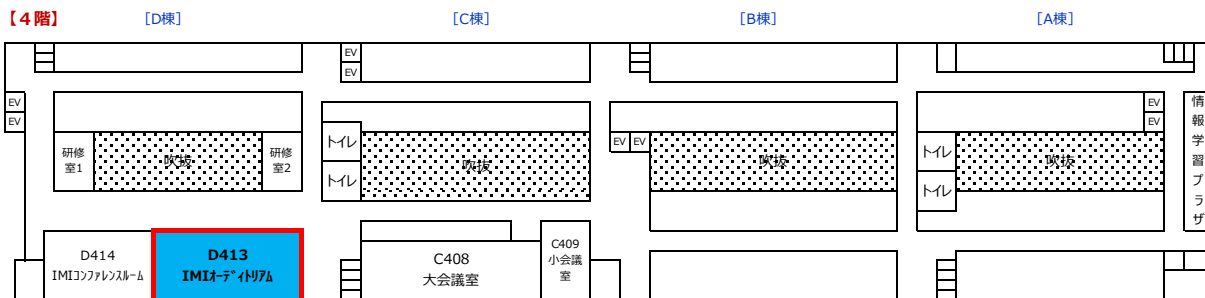 【４階】
[D棟]
[C棟]
[B棟]
[A棟]
EV
EV
EV
EV
EV
EV
EV EV
情報学習プラザ
研修
室1
吹抜
研修
室2
トイレ
トイレ
吹抜
吹抜
トイレ
トイレ
吹抜
D414
IMIｺﾝﾌｧﾚﾝｽﾙｰﾑ
D413
IMIｵｰﾃﾞｨﾄﾘｱﾑ
C408
大会議室
C409
小会議
室